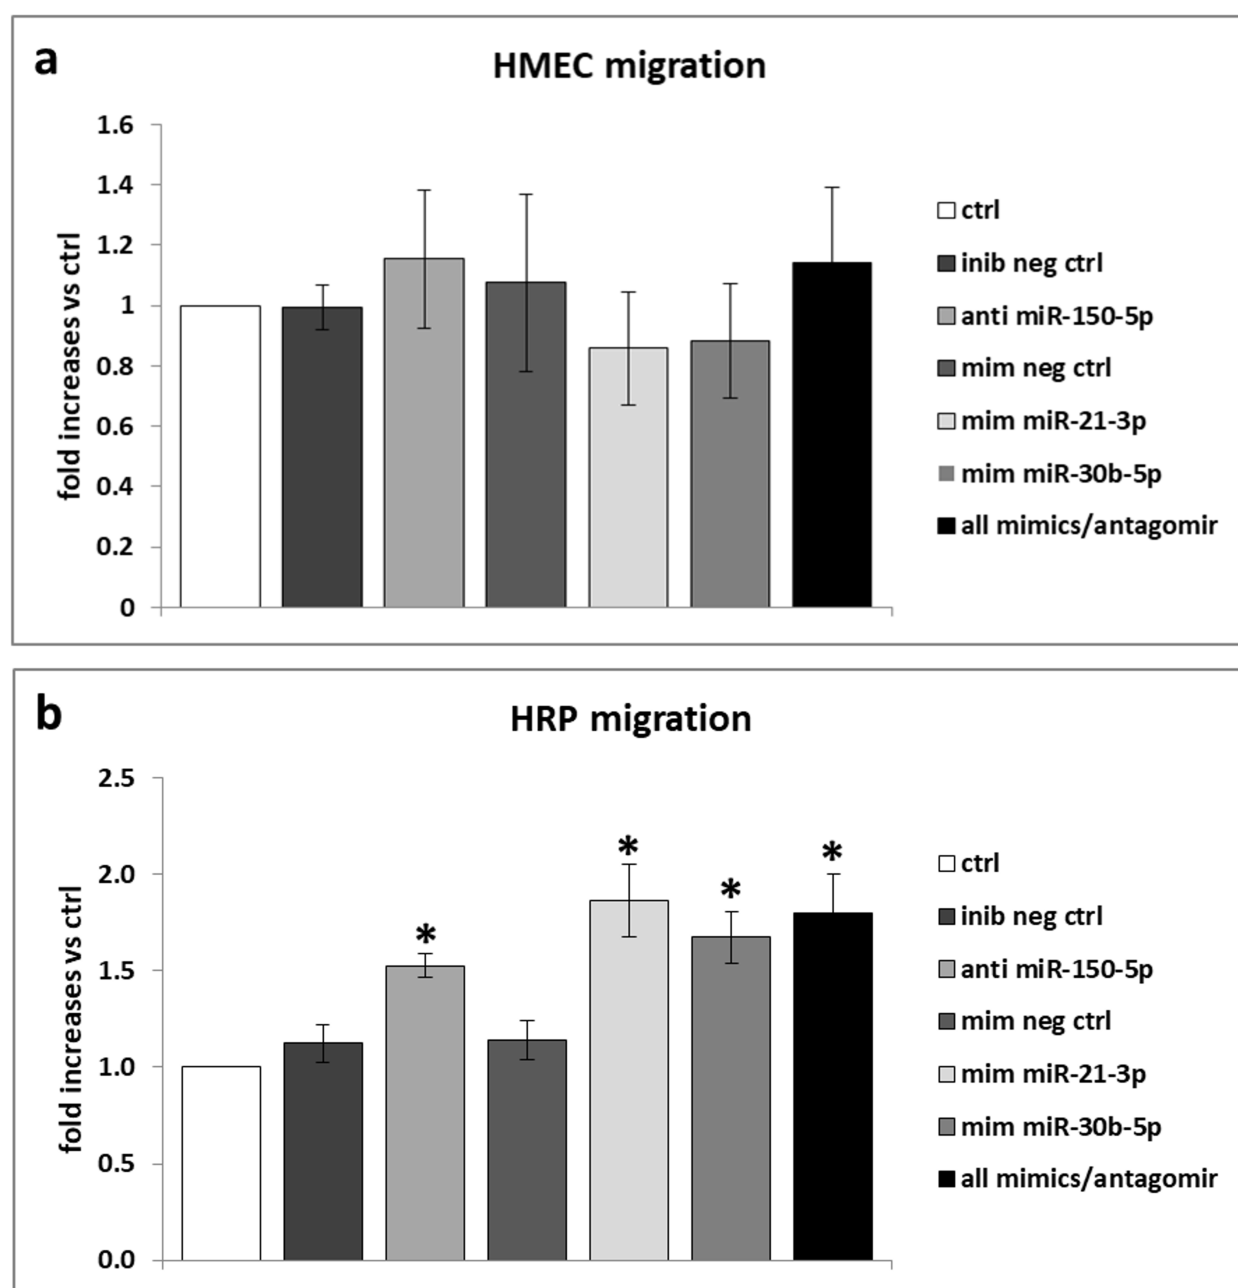 a
HMEC migration
fold increases vs ctrl
1.6
1.4
1.2
1
0.8
0.6
0.4
0.2
0
ctrl
inib neg ctrl
anti miR-150-5p
mim neg ctrl
mim miR-21-3p
mim miR-30b-5p
all mimics/antagomir
b
HRP migration
fold increases vs ctrl
2.5
2.0
1.5
1.0
0.5
0.0
*
*
*
*
ctrl
inib neg ctrl
anti miR-150-5p
mim neg ctrl
mim miR-21-3p
mim miR-30b-5p
all mimics/antagomir